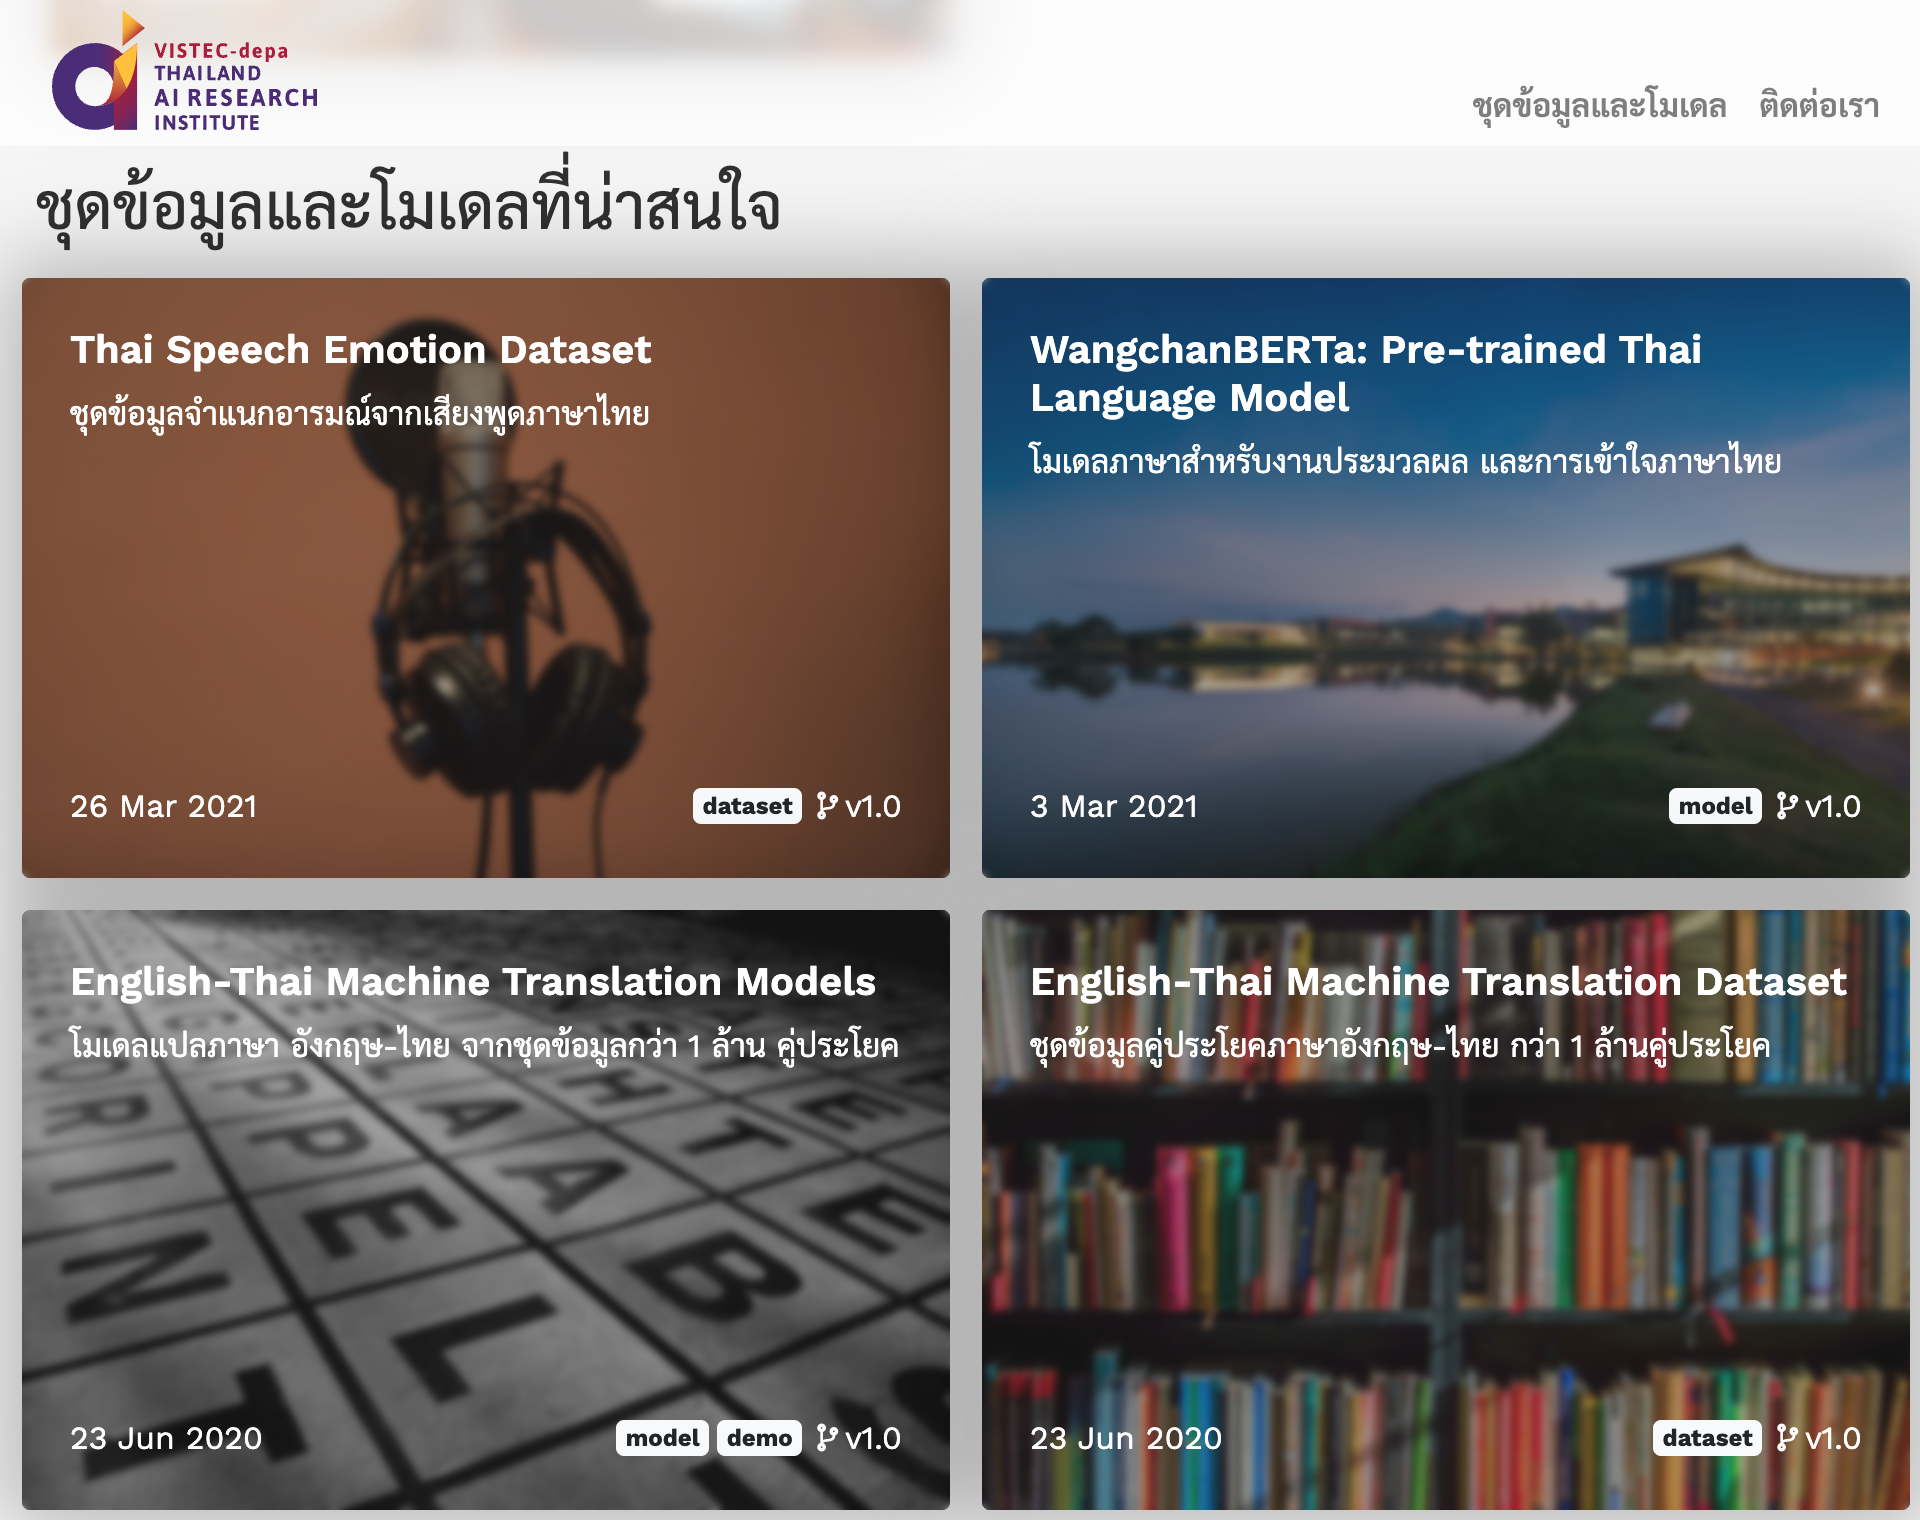 VISTEC-depa
THAILAND
AI RESEARCH
INSTITUTE
ชุดข้อมูลและโมเดล ติดต่อเรา
ชุดข้อมูลและโมเดลที่น่าสนใจ
Thai Speech Emotion Dataset
ชุดข้อมูลจำแนกอารมณ์จากเสียงพูดภาษาไทย
26 Mar 2021 dataset v1.0
WangchanBERTa: Pre-trained Thai
Language Model
โมเดลภาษาสำหรับงานประมวลผล และการเข้าใจภาษาไทย
3 Mar 2021 model v1.0
English-Thai Machine Translation Models
โมเดลแปลภาษา อังกฤษ-ไทย จากชุดข้อมูลกว่า 1 ล้าน คู่ประโยค
23 Jun 2020 model demo v1.0
English-Thai Machine Translation Dataset
ชุดข้อมูลคู่ประโยคภาษาอังกฤษ-ไทย กว่า 1 ล้านคู่ประโยค
23 Jun 2020 dataset v1.0